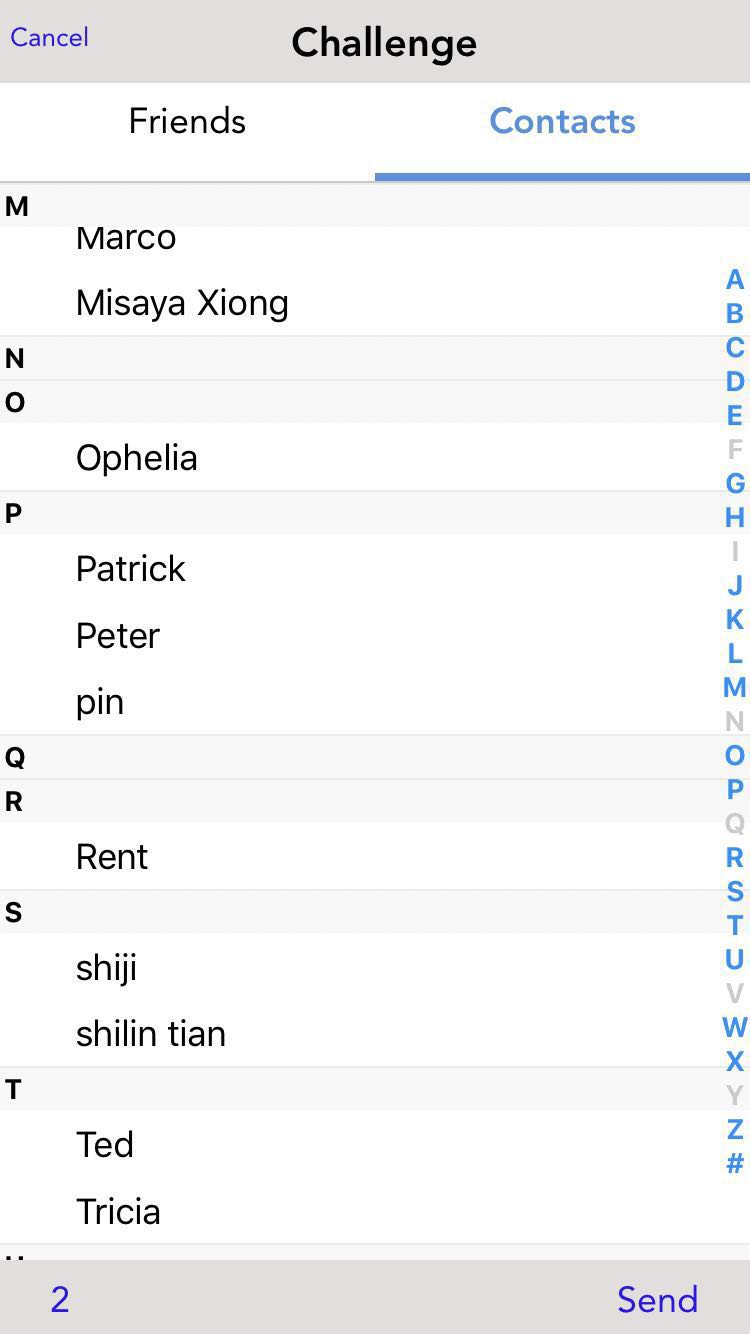 Cancel
Challenge
Friends
Contacts
M
Marco
Misaya Xiong
N
O
Ophelia
P
Patrick
Peter
pin
Q
R
Rent
S
shiji
shilin tian
T
Ted
Tricia
A
B
C
D
E
F
G
H
I
J
K
L
M
N
O
P
Q
R
S
T
U
V
W
X
Y
Z
#
2
Send